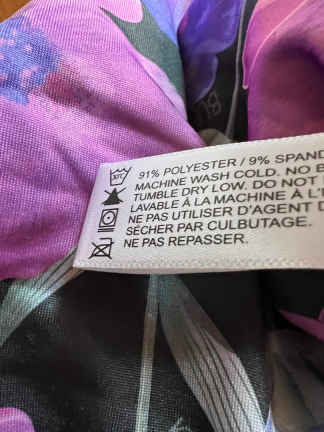 30°C
91% POLYESTER / 9% SPAND
MACHINE WASH COLD. NO B
TUMBLE DRY LOW. DO NOT
LAVABLE À LA MACHINE À L'E
NE PAS UTILISER D'AGENT D
SÉCHER PAR CULBUTAGE.
NE PAS REPASSER.